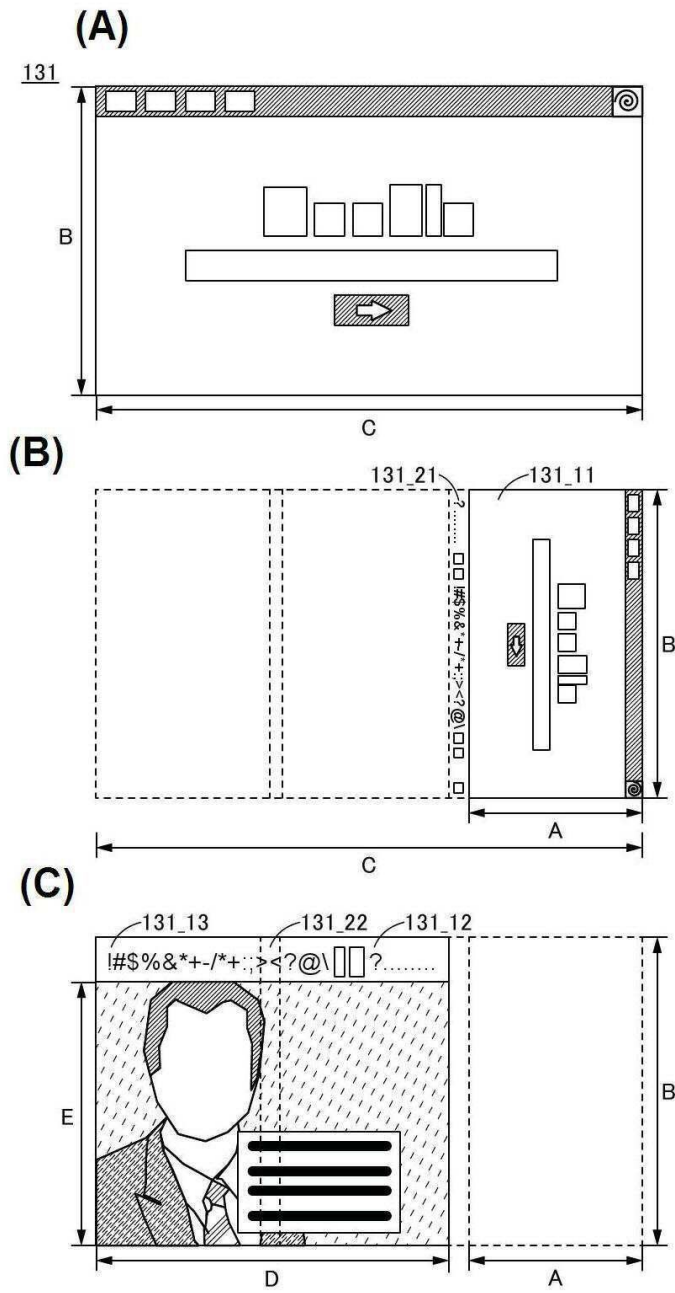 (A)
131
B
C
(B)
131_21
131_11
?.......
□□ !#$%&*+-/*+:;><?@\□□ □
B
A
C
(C)
131_13
131_22
131_12
!#$%&*+-/*+:;><?@\▯▯?........
E
B
D
A